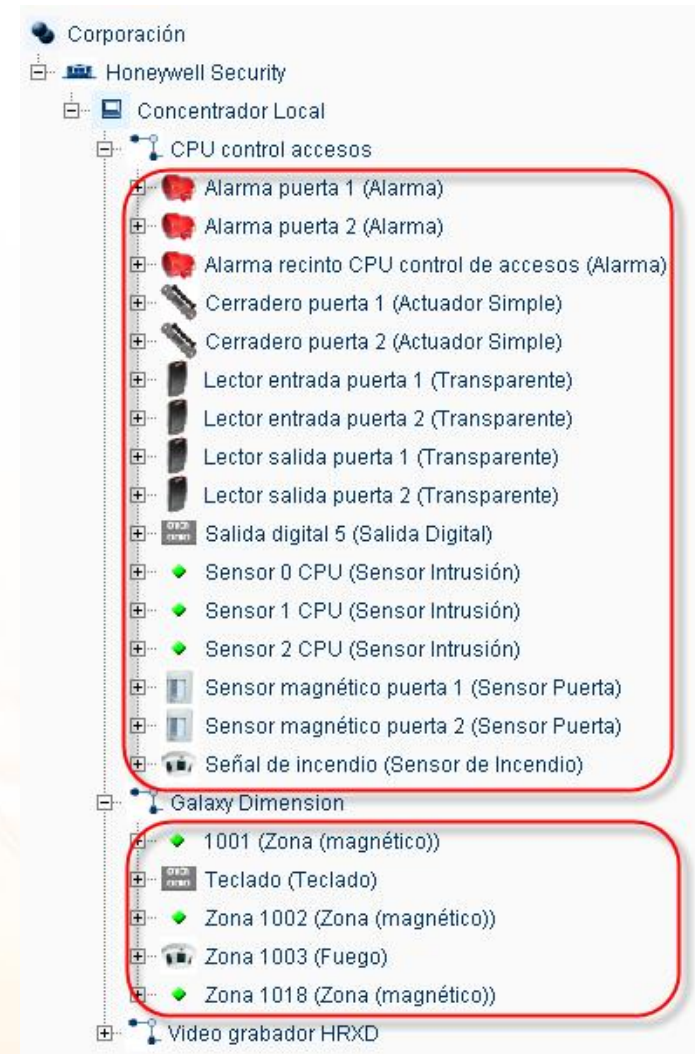 Corporación
Honeywell Security
Concentrador Local
CPU control accesos
Alarma puerta 1 (Alarma)
Alarma puerta 2 (Alarma)
Alarma recinto CPU control de accesos (Alarma)
Cerradero puerta 1 (Actuador Simple)
Cerradero puerta 2 (Actuador Simple)
Lector entrada puerta 1 (Transparente)
Lector entrada puerta 2 (Transparente)
Lector salida puerta 1 (Transparente)
Lector salida puerta 2 (Transparente)
Salida digital 5 (Salida Digital)
Sensor 0 CPU (Sensor Intrusión)
Sensor 1 CPU (Sensor Intrusión)
Sensor 2 CPU (Sensor Intrusión)
Sensor magnético puerta 1 (Sensor Puerta)
Sensor magnético puerta 2 (Sensor Puerta)
Señal de incendio (Sensor de Incendio)
Galaxy Dimension
1001 (Zona (magnético))
Teclado (Teclado)
Zona 1002 (Zona (magnético))
Zona 1003 (Fuego)
Zona 1018 (Zona (magnético))
Video grabador HRXD